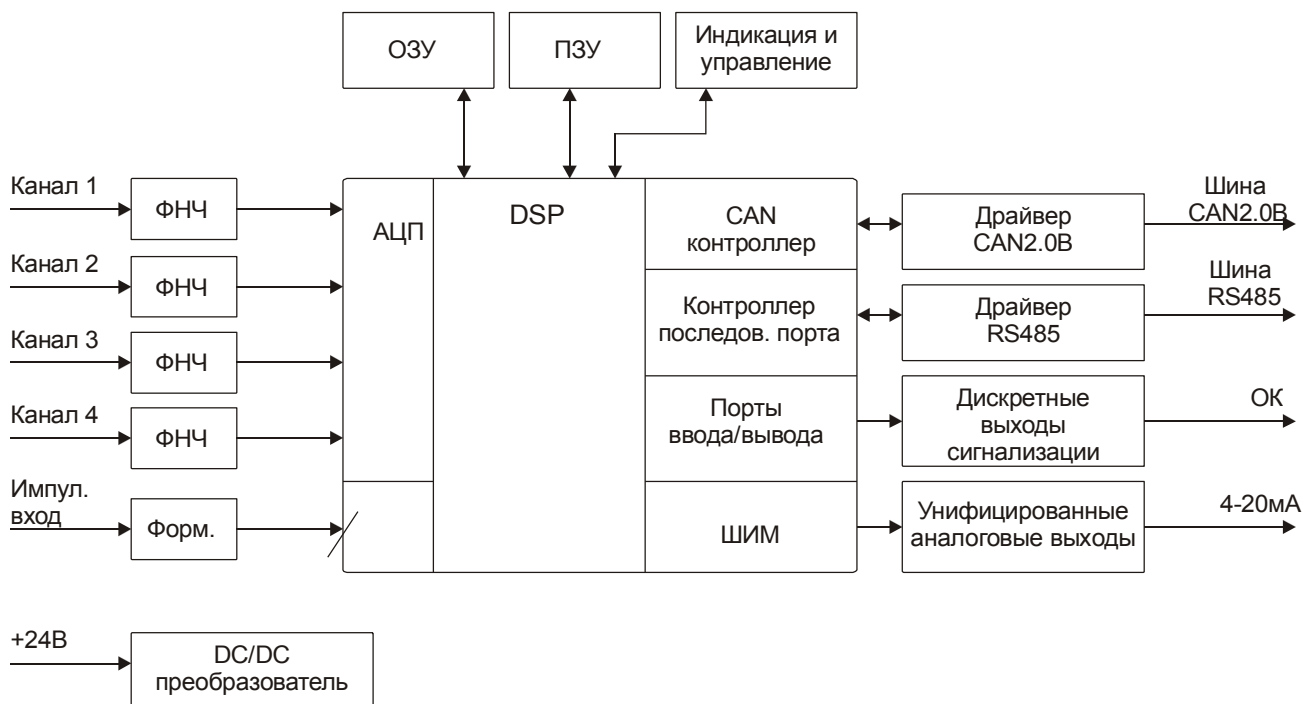 ОЗУ
ПЗУ
Индикация и
управление
Канал 1
ФНЧ
Канал 2
ФНЧ
Канал 3
ФНЧ
Канал 4
ФНЧ
Импул.
вход
Форм.
АЦП
DSP
CAN
контроллер
Контроллер
последов. порта
Порты
ввода/вывода
ШИМ
Драйвер
CAN2.0В
Шина
CAN2.0В
Драйвер
RS485
Шина
RS485
Дискретные
выходы
сигнализации
ОК
Унифицированные
аналоговые выходы
4-20мА
+24В
DC/DC
преобразователь